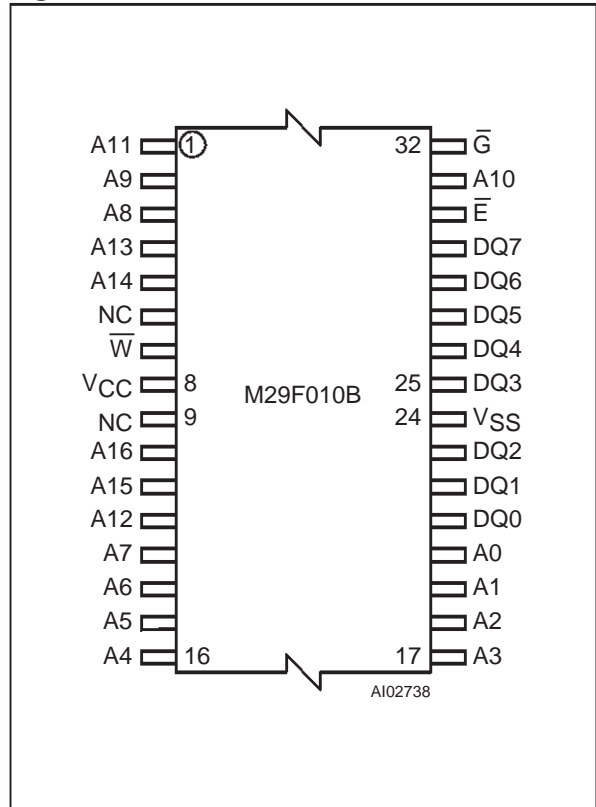 A11 1 32 G̅
A9 A10
A8 E̅
A13 DQ7
A14 DQ6
NC DQ5
W̅ DQ4
VCC 8 25 DQ3
M29F010B
NC 9 24 VSS
A16 DQ2
A15 DQ1
A12 DQ0
A7 A0
A6 A1
A5 A2
A4 16 17 A3
AI02738